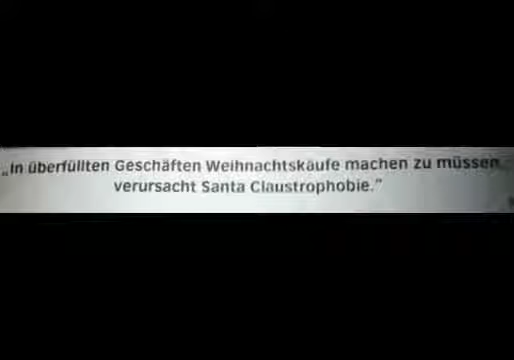 „In überfüllten Geschäften Weihnachtskäufe machen zu müssen
verursacht Santa Claustrophobie.”